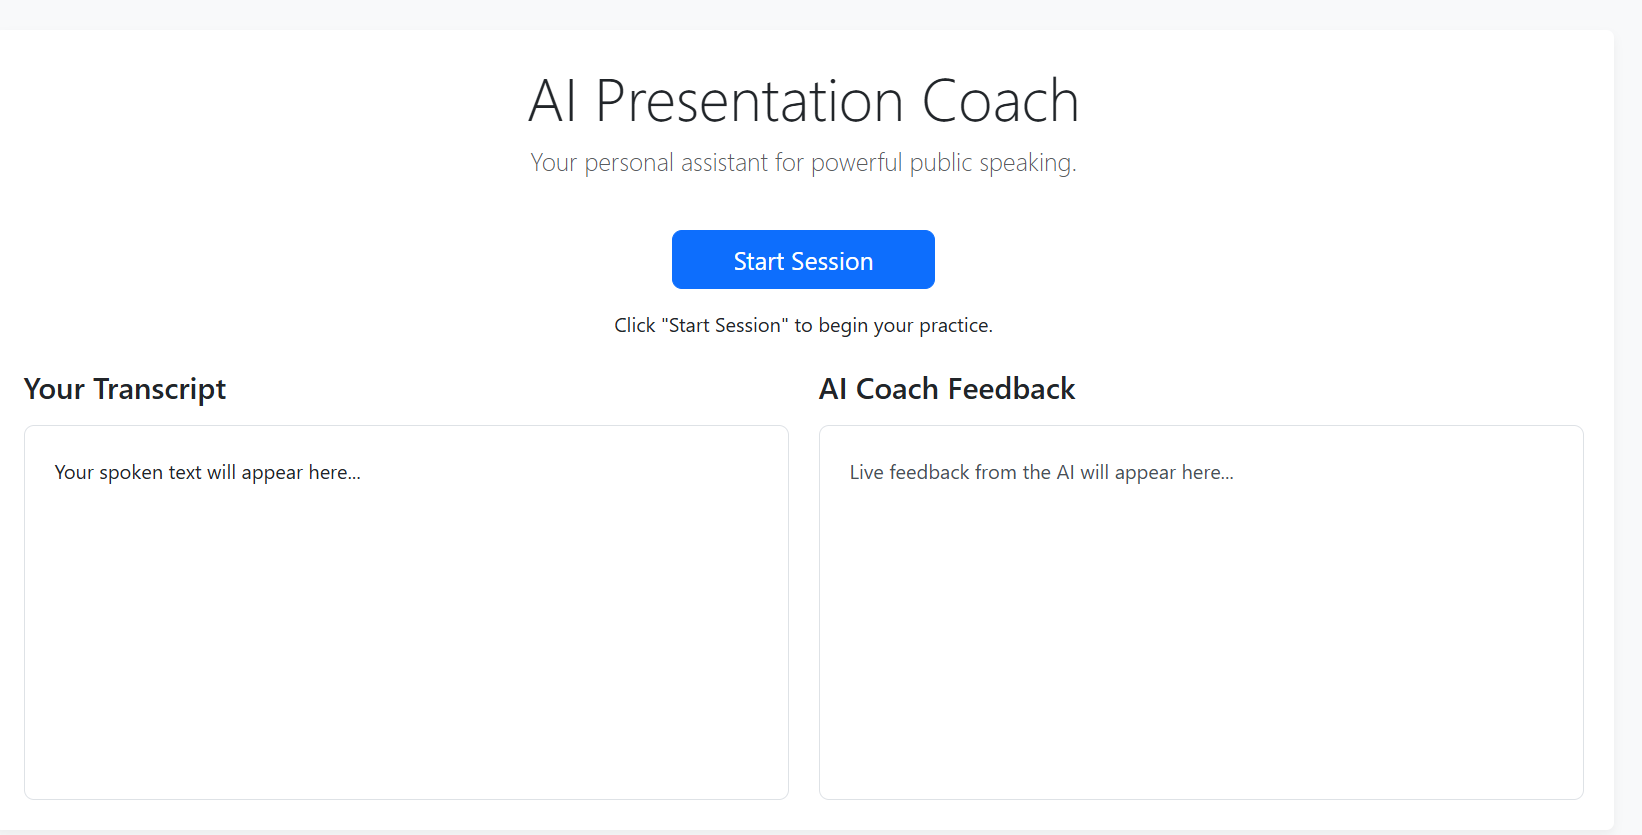 AI Presentation Coach
Your personal assistant for powerful public speaking.
Start Session
Click "Start Session" to begin your practice.
Your Transcript
Your spoken text will appear here...
AI Coach Feedback
Live feedback from the AI will appear here...